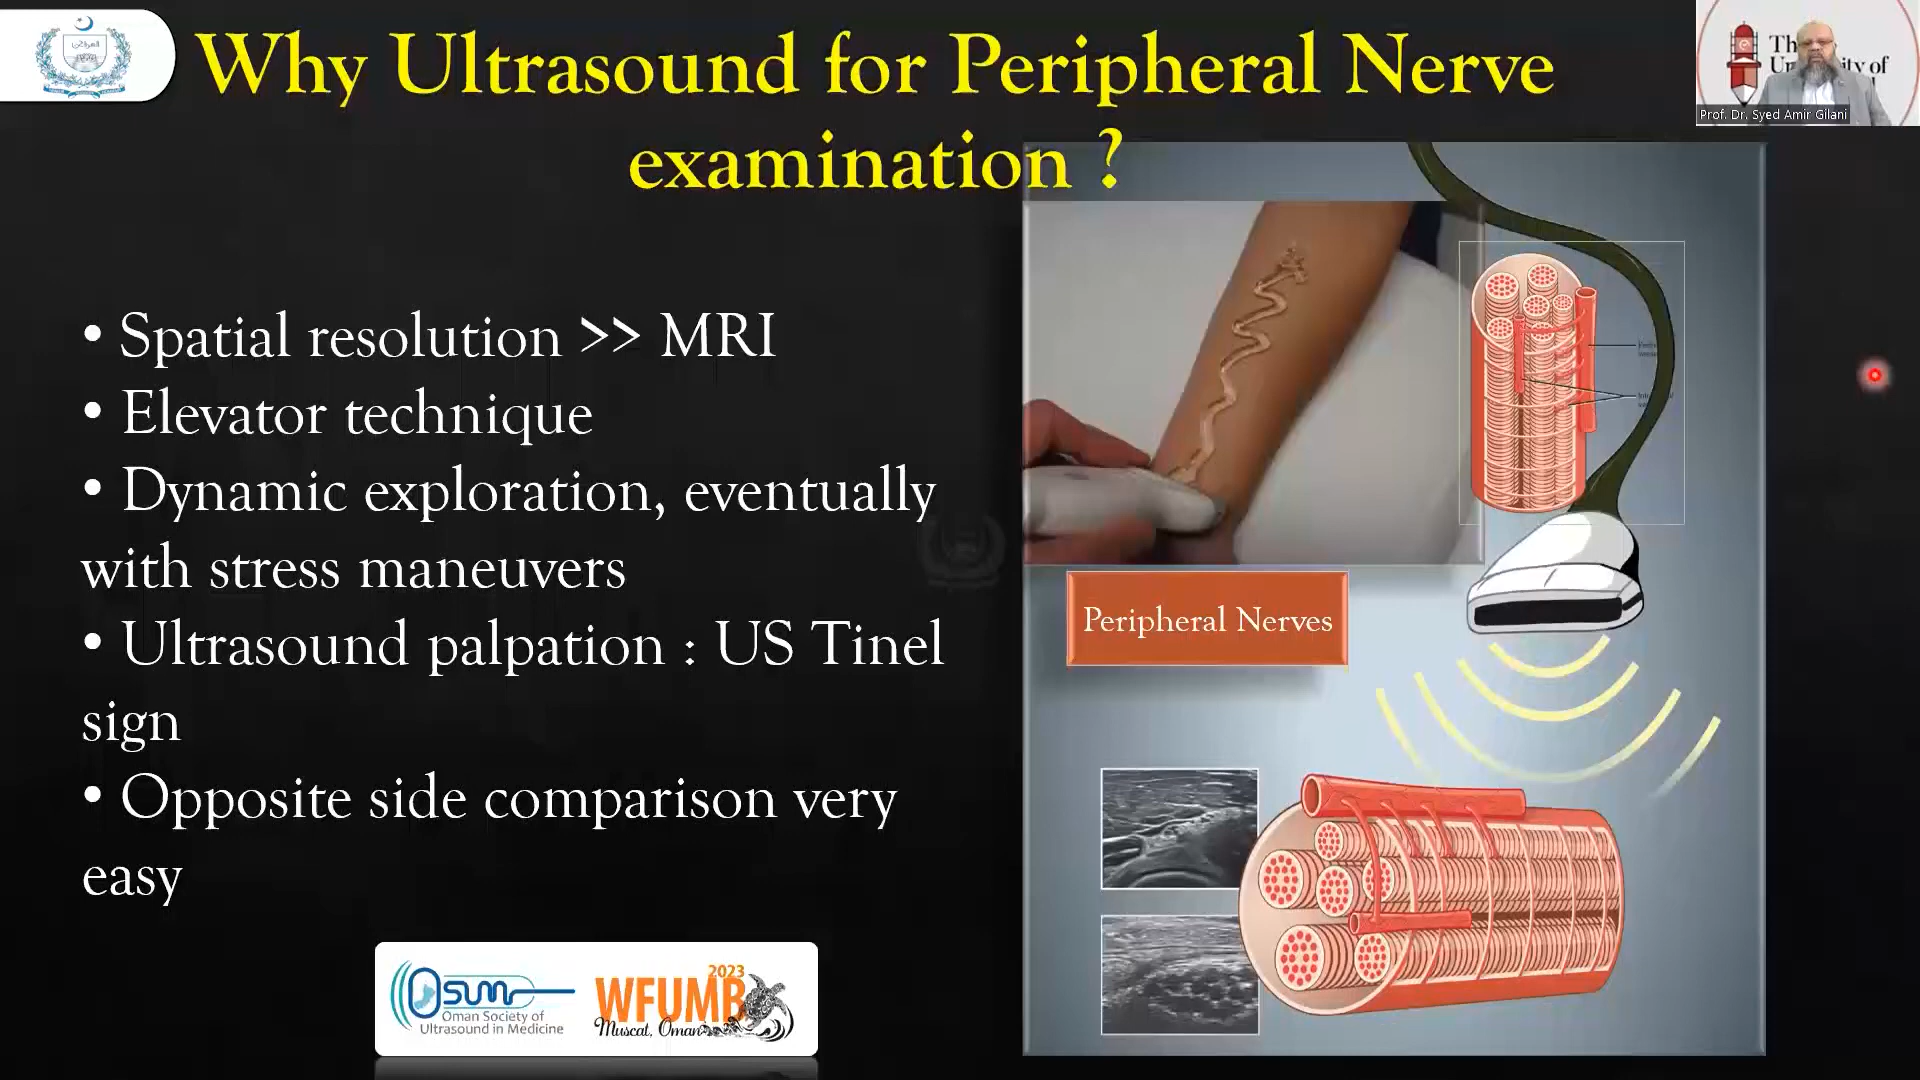 Why Ultrasound for Peripheral Nerve
examination ?
Prof. Dr. Syed Amir Gilani
• Spatial resolution >> MRI
• Elevator technique
• Dynamic exploration, eventually
with stress maneuvers
• Ultrasound palpation : US Tinel
sign
• Opposite side comparison very
easy
Peripheral Nerves
OSUM
Oman Society of
Ultrasound in Medicine
2023
WFUMB
Muscat, Oman